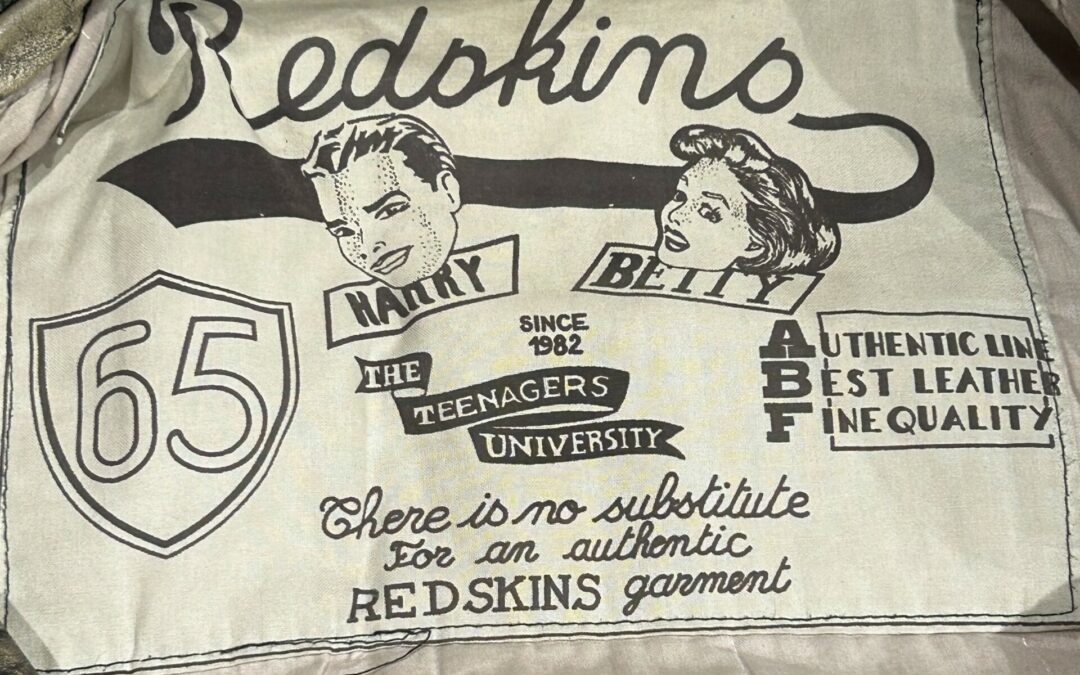 Redskins
HARRY
BETTY
SINCE
1982
65
THE
TEENAGERS
UNIVERSITY
AUTHENTIC LINE
BEST LEATHER
FINE QUALITY
There is no substitute
For an authentic
REDSKINS garment